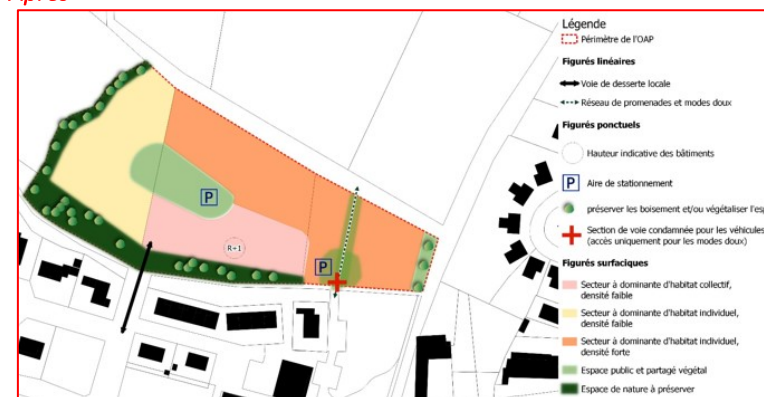 Après
Légende
Périmètre de l'OAP
Figurés linéaires
Voie de desserte locale
Réseau de promenades et modes doux
Figurés ponctuels
Hauteur indicative des bâtiments
P Aire de stationnement
préserver les boisement et/ou végétaliser l'es
Section de voie condamnée pour les véhicules
(accès uniquement pour les modes doux)
Figurés surfaciques
Secteur à dominante d'habitat collectif,
densité faible
Secteur à dominante d'habitat individuel,
densité faible
Secteur à dominante d'habitat individuel,
densité forte
Espace public et partagé végétal
Espace de nature à préserver
P
R+1
P